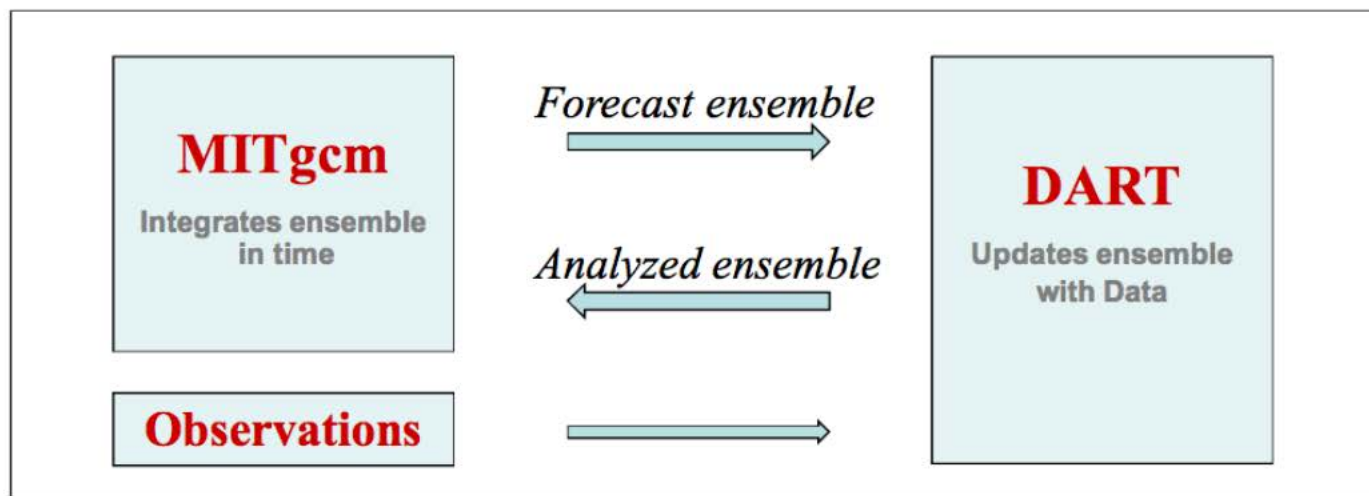 MITgcm
Integrates ensemble
in time
Forecast ensemble
Analyzed ensemble
DART
Updates ensemble
with Data
Observations